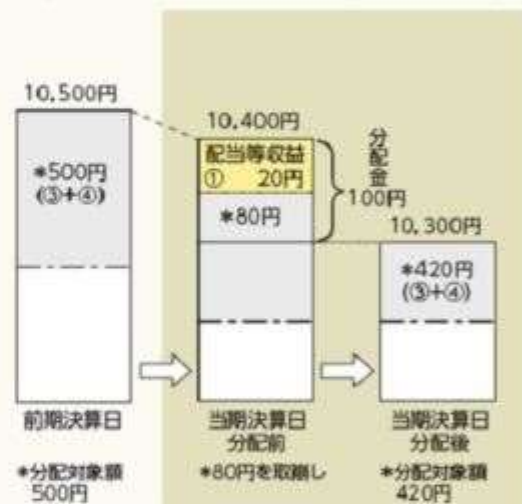 10,500円
*500円
(③+④)
前期決算日
*分配対象額
500円
10,400円
配当等収益
① 20円
*80円
分配金
100円
当期決算日
分配前
*80円を取崩し
10,300円
*420円
(③+④)
当期決算日
分配後
*分配対象額
420円